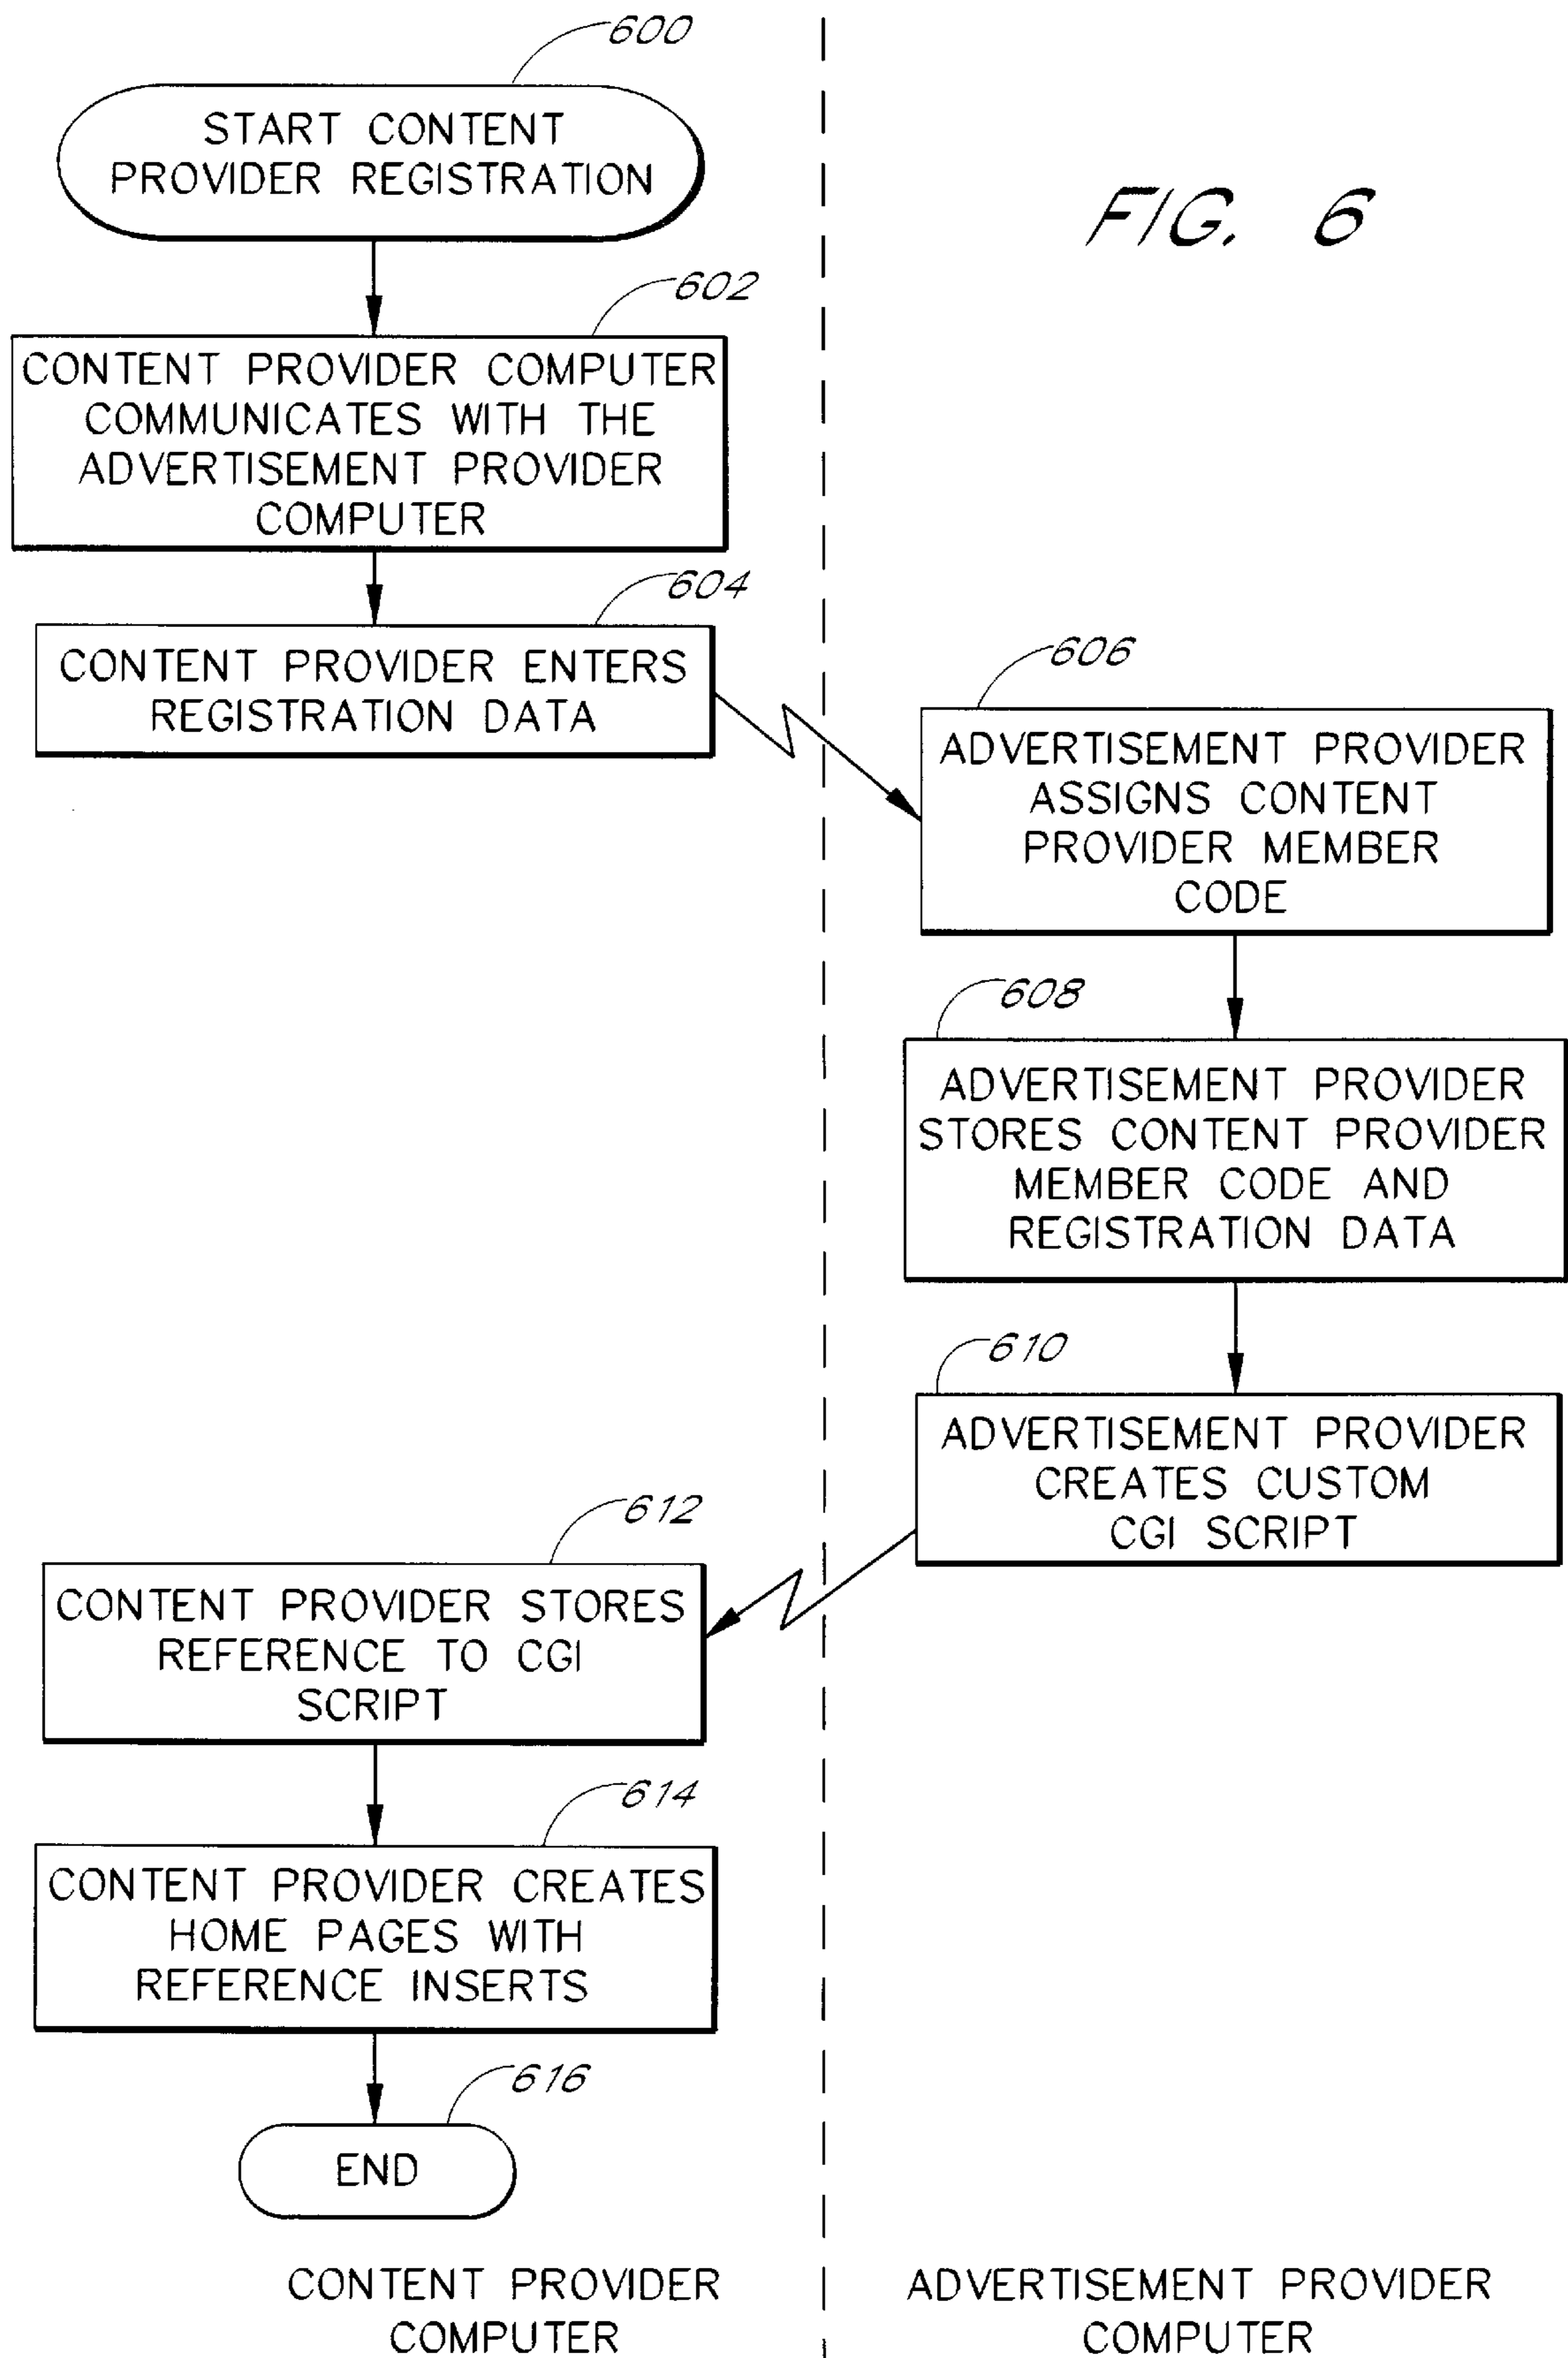 600
START CONTENT
PROVIDER REGISTRATION
FIG. 6
602
CONTENT PROVIDER COMPUTER
COMMUNICATES WITH THE
ADVERTISEMENT PROVIDER
COMPUTER
604
CONTENT PROVIDER ENTERS
REGISTRATION DATA
606
ADVERTISEMENT PROVIDER
ASSIGNS CONTENT
PROVIDER MEMBER
CODE
608
ADVERTISEMENT PROVIDER
STORES CONTENT PROVIDER
MEMBER CODE AND
REGISTRATION DATA
610
ADVERTISEMENT PROVIDER
CREATES CUSTOM
CGI SCRIPT
612
CONTENT PROVIDER STORES
REFERENCE TO CGI
SCRIPT
614
CONTENT PROVIDER CREATES
HOME PAGES WITH
REFERENCE INSERTS
616
END
CONTENT PROVIDER
COMPUTER
ADVERTISEMENT PROVIDER
COMPUTER